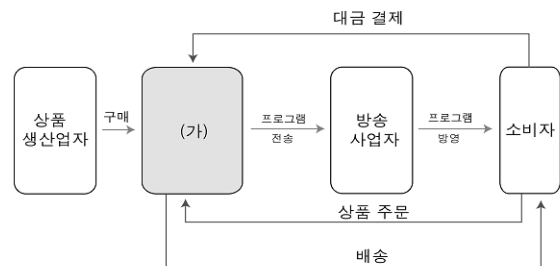 대금 결제
상품
생산업자
구매
(가)
프로그램
전송
방송
사업자
프로그램
방영
소비자
상품 주문
배송